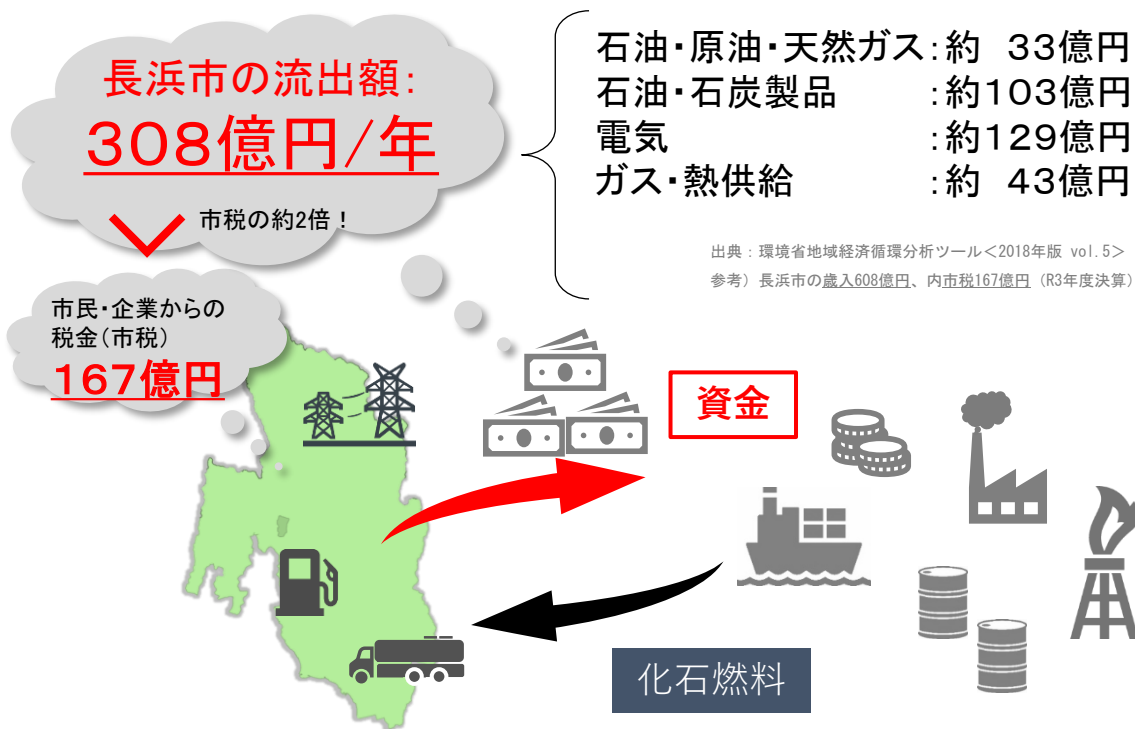 長浜市の流出額:
308億円/年
市税の約2倍！
市民・企業からの
税金(市税)
167億円
石油・原油・天然ガス:約 33億円
石油・石炭製品 :約103億円
電気 :約129億円
ガス・熱供給 :約 43億円
出典：環境省地域経済循環分析ツール＜2018年版 vol.5＞
参考）長浜市の歳入608億円、内市税167億円（R3年度決算）
資金
化石燃料